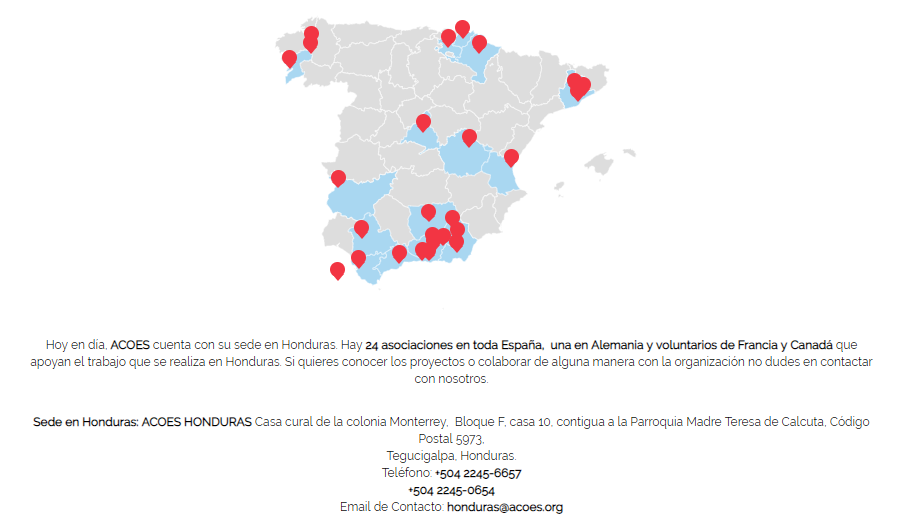 Hoy en día, ACOES cuenta con su sede en Honduras. Hay 24 asociaciones en toda España, una en Alemania y voluntarios de Francia y Canadá que
apoyan el trabajo que se realiza en Honduras. Si quieres conocer los proyectos o colaborar de alguna manera con la organización no dudes en contactar
con nosotros.
Sede en Honduras: ACOES HONDURAS Casa cural de la colonia Monterrey, Bloque F, casa 10, contigua a la Parroquia Madre Teresa de Calcuta, Código
Postal 5973,
Tegucigalpa, Honduras.
Teléfono: +504 2245-6657
+504 2245-0654
Email de Contacto: honduras@acoes.org